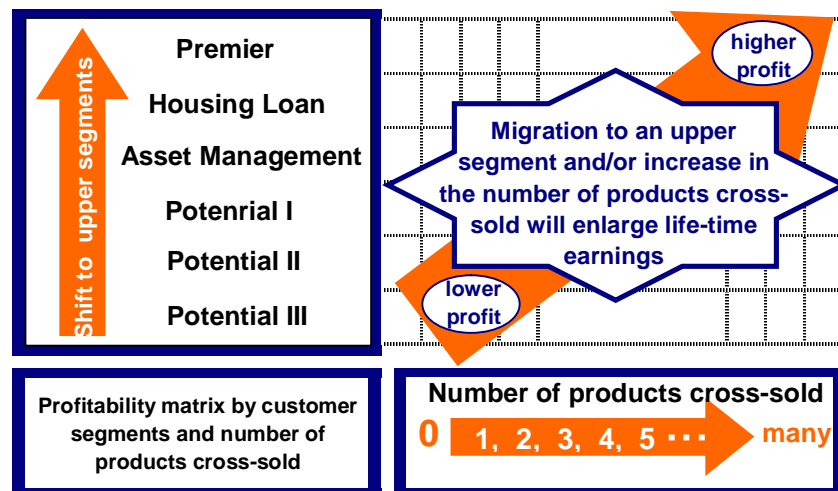 Shift to upper segments
Premier
Housing Loan
Asset Management
Potenrial I
Potential II
Potential III
higher
profit
Migration to an upper
segment and/or increase in
the number of products cross-
sold will enlarge life-time
earnings
lower
profit
Profitability matrix by customer
segments and number of
products cross-sold
Number of products cross-sold
0 1, 2, 3, 4, 5 ··· many